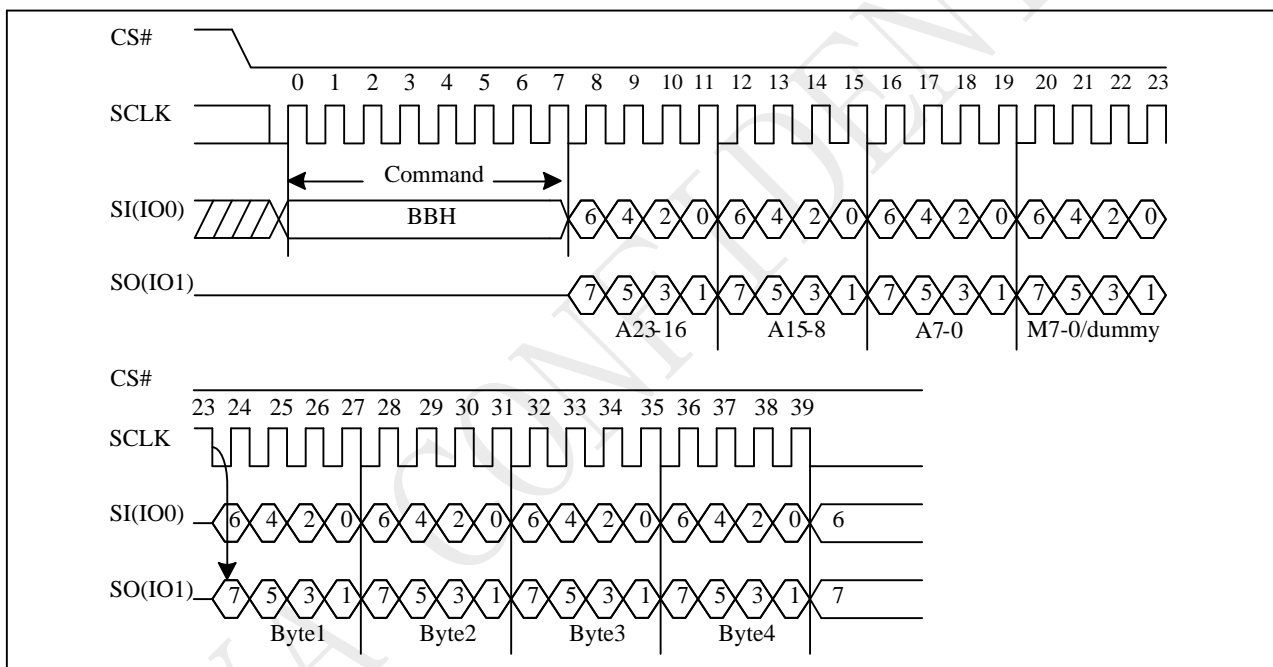 CS#
0 1 2 3 4 5 6 7 8 9 10 11 12 13 14 15 16 17 18 19 20 21 22 23
SCLK
Command
SI(IO0) BBH 6 4 2 0 6 4 2 0 6 4 2 0 6 4 2 0
SO(IO1) 7 5 3 1 7 5 3 1 7 5 3 1 7 5 3 1
A23-16 A15-8 A7-0 M7-0/dummy
CS#
23 24 25 26 27 28 29 30 31 32 33 34 35 36 37 38 39
SCLK
SI(IO0) 6 4 2 0 6 4 2 0 6 4 2 0 6 4 2 0 6
SO(IO1) 7 5 3 1 7 5 3 1 7 5 3 1 7 5 3 1 7
Byte1 Byte2 Byte3 Byte4